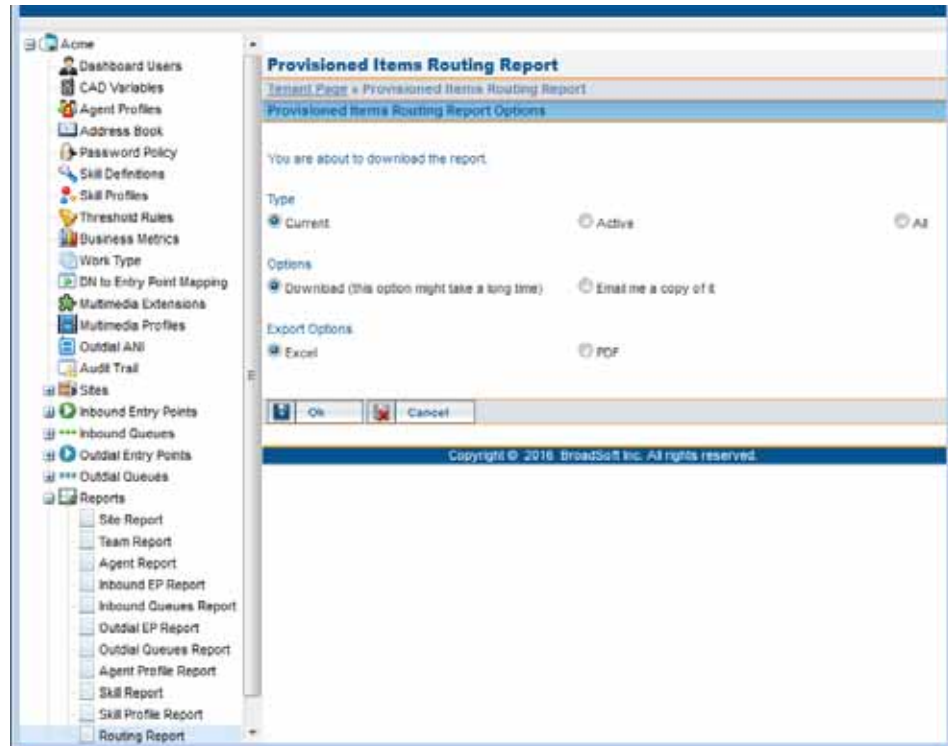 Acme
Dashboard Users
CAD Variables
Agent Profiles
Address Book
Password Policy
Skill Definitions
Skill Profiles
Threshold Rules
Business Metrics
Work Type
DN to Entry Point Mapping
Multimedia Extensions
Multimedia Profiles
Outdial ANI
Audit Trail
Sites
Inbound Entry Points
Inbound Queues
Outdial Entry Points
Outdial Queues
Reports
Site Report
Team Report
Agent Report
Inbound EP Report
Inbound Queues Report
Outdial EP Report
Outdial Queues Report
Agent Profile Report
Skill Report
Skill Profile Report
Routing Report
Provisioned Items Routing Report
Tenant Page » Provisioned Items Routing Report
Provisioned Items Routing Report Options
You are about to download the report.
Type
Current Active All
Options
Download (this option might take a long time) Email me a copy of it
Export Options
Excel PDF
Ok Cancel
Copyright © 2016 BroadSoft Inc. All rights reserved.